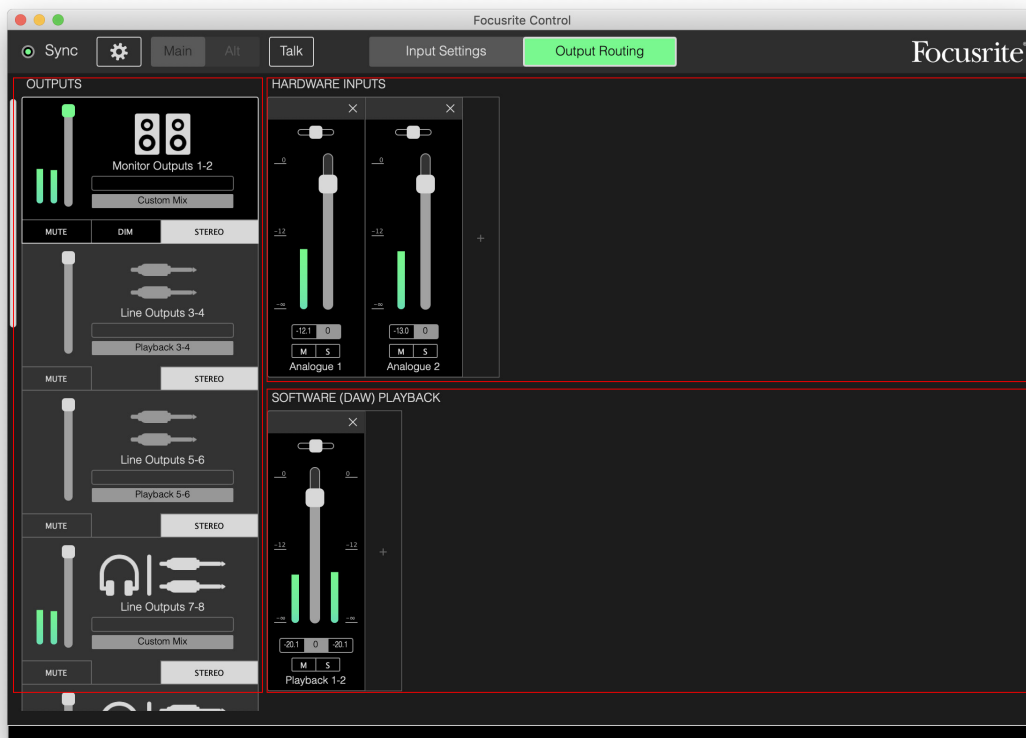 Focusrite Control
Sync
Main
Alt
Talk
Input Settings
Output Routing
Focusrite
OUTPUTS
Monitor Outputs 1-2
Custom Mix
MUTE
DIM
STEREO
Line Outputs 3-4
Playback 3-4
MUTE
STEREO
Line Outputs 5-6
Playback 5-6
MUTE
STEREO
Line Outputs 7-8
Custom Mix
MUTE
STEREO
HARDWARE INPUTS
0
-12
-∞
-12.1 0
M S
Analogue 1
0
-12
-∞
-13.0 0
M S
Analogue 2
+
SOFTWARE (DAW) PLAYBACK
0 0
-12 -12
-∞ -∞
-20.1 0 -20.1
M S
Playback 1-2
+